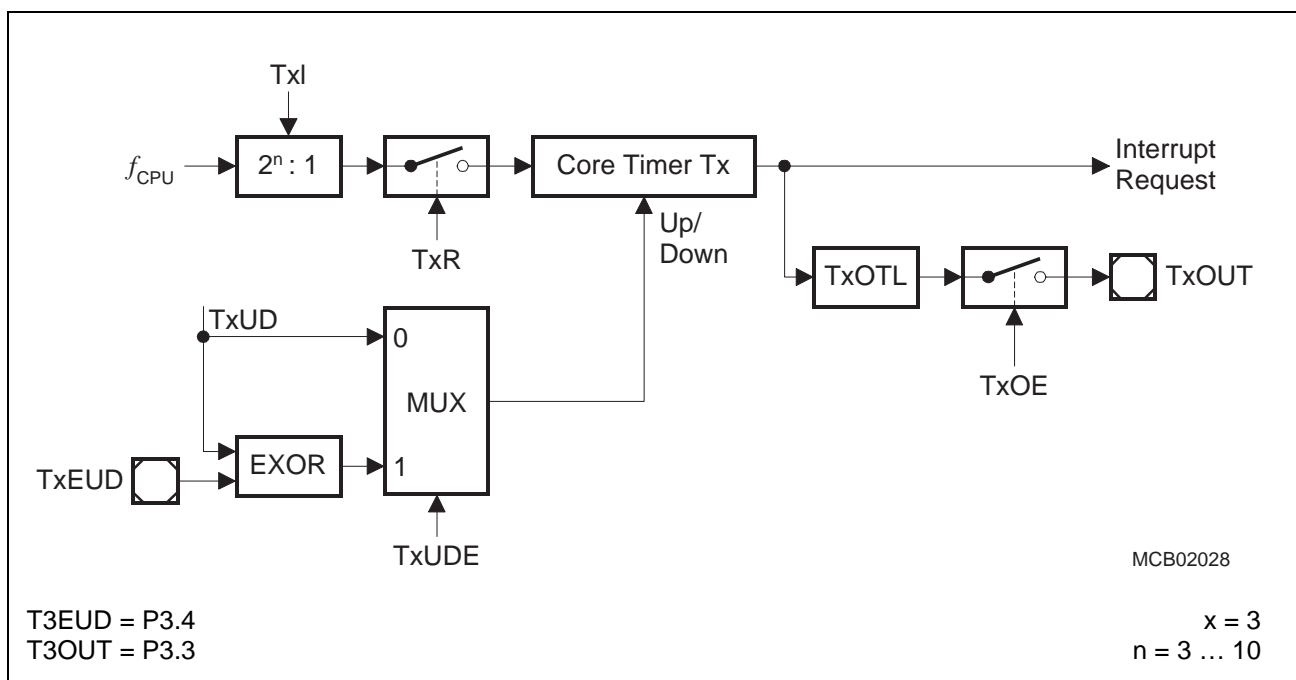 TxI
fCPU
2ⁿ : 1
Core Timer Tx
Interrupt
Request
TxR
Up/
Down
TxOTL
TxOUT
TxUD
0
MUX
TxOE
TxEUD
EXOR
1
TxUDE
MCB02028
T3EUD = P3.4
T3OUT = P3.3
x = 3
n = 3 … 10